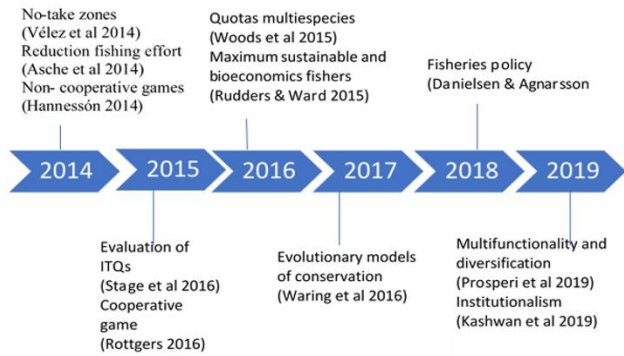 No-take zones
(Vélez et al 2014)
Reduction fishing effort
(Asche et al 2014)
Non- cooperative games
(Hannessón 2014)
Quotas multiespecies
(Woods et al 2015)
Maximum sustainable and
bioeconomics fishers
(Rudders & Ward 2015)
Fisheries policy
(Danielsen & Agnarsson
2014
2015
2016
2017
2018
2019
Evaluation of
ITQs
(Stage et al 2016)
Cooperative
game
(Rottgers 2016)
Evolutionary models
of conservation
(Waring et al 2016)
Multifunctionality and
diversification
(Prosperi et al 2019)
Institutionalism
(Kashwan et al 2019)